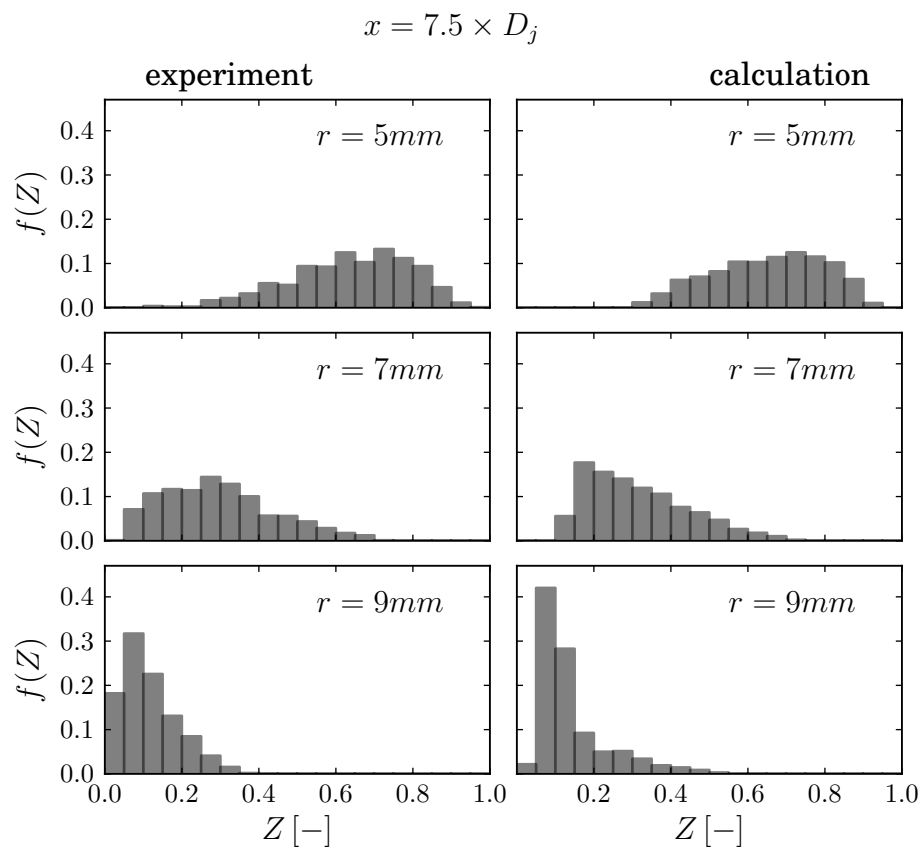 x = 7.5 × D_j
experiment
calculation
0.4
0.3
0.2
0.1
0.0
f(Z)
r = 5mm
r = 5mm
0.4
0.3
0.2
0.1
0.0
f(Z)
r = 7mm
r = 7mm
0.4
0.3
0.2
0.1
0.0
f(Z)
r = 9mm
r = 9mm
0.0 0.2 0.4 0.6 0.8 1.0
0.2 0.4 0.6 0.8 1.0
Z [−]
Z [−]